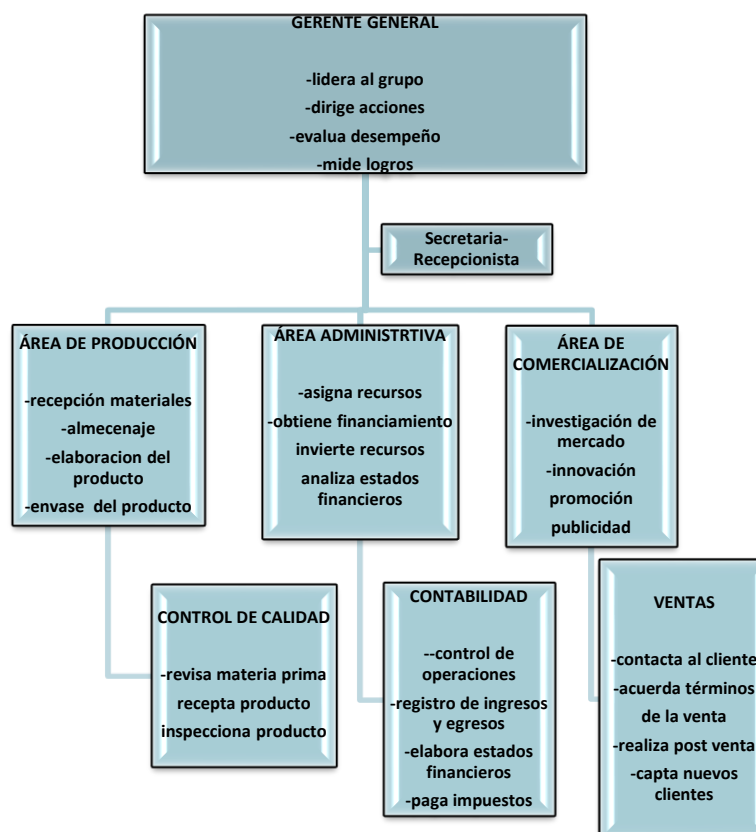 GERENTE GENERAL
-lidera al grupo
-dirige acciones
-evalua desempeño
-mide logros
Secretaria-
Recepcionista
ÁREA DE PRODUCCIÓN
-recepción materiales
-almecenaje
-elaboracion del
producto
-envase del producto
ÁREA ADMINISTRTIVA
-asigna recursos
-obtiene financiamiento
invierte recursos
analiza estados
financieros
ÁREA DE
COMERCIALIZACIÓN
-investigación de
mercado
-innovación
promoción
publicidad
CONTROL DE CALIDAD
-revisa materia prima
recepta producto
inspecciona producto
CONTABILIDAD
--control de
operaciones
-registro de ingresos
y egresos
-elabora estados
financieros
-paga impuestos
VENTAS
-contacta al cliente
-acuerda términos
de la venta
-realiza post venta
-capta nuevos
clientes